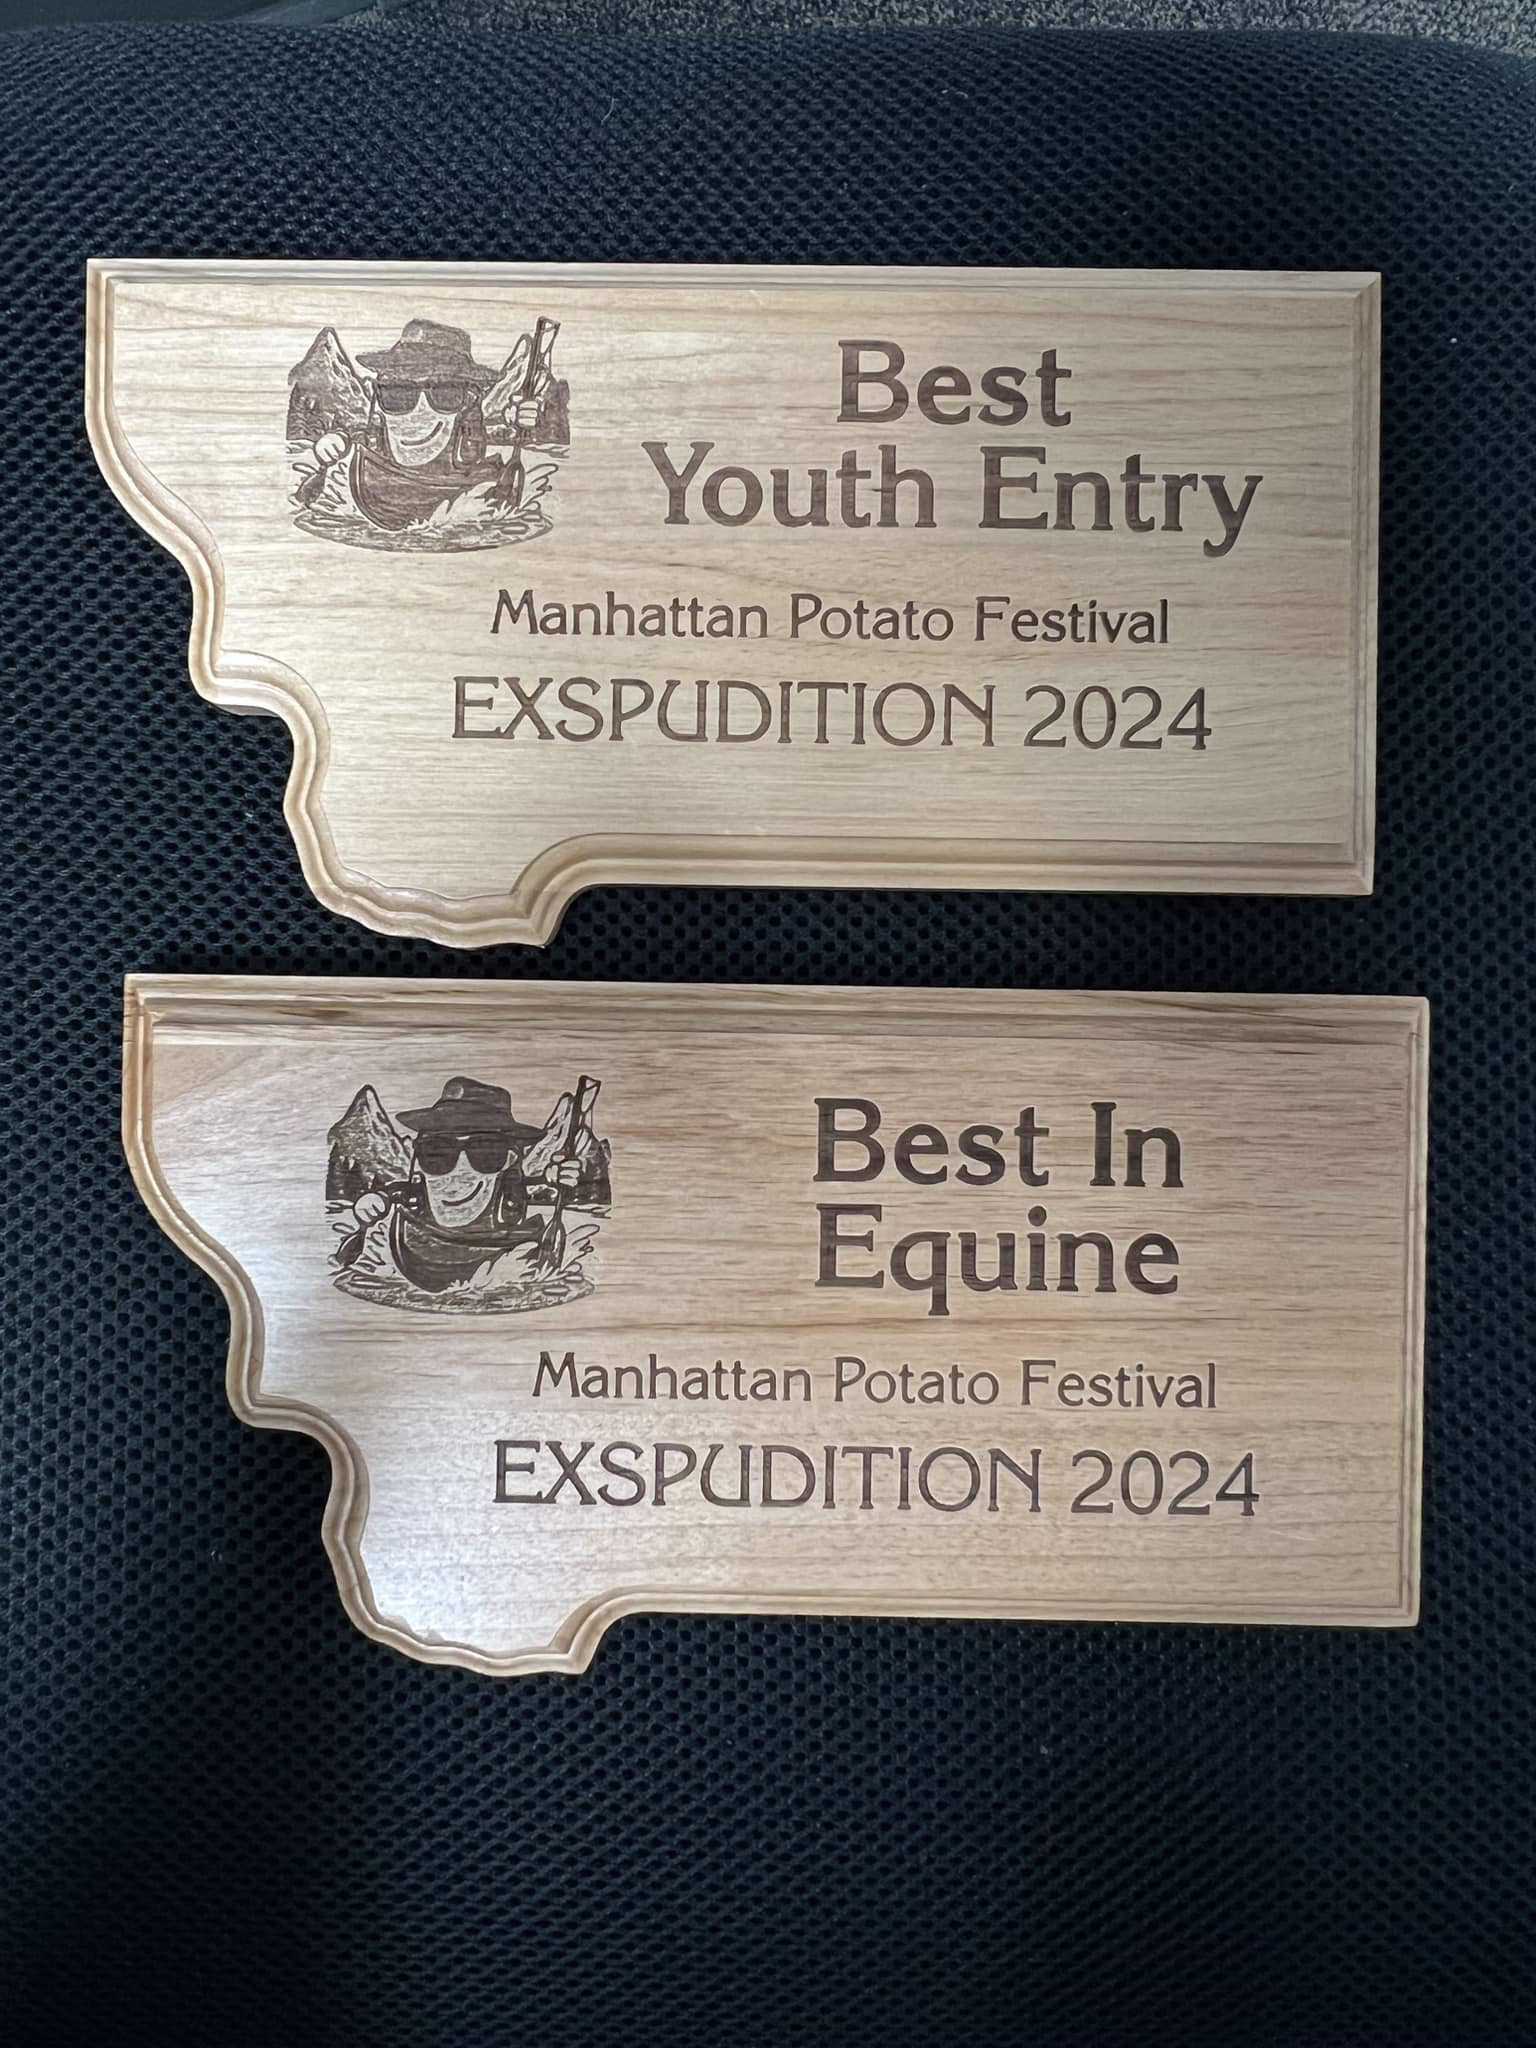 Best
Youth Entry
Manhattan Potato Festival
EXSPUDITION 2024
Best In
Equine
Manhattan Potato Festival
EXSPUDITION 2024